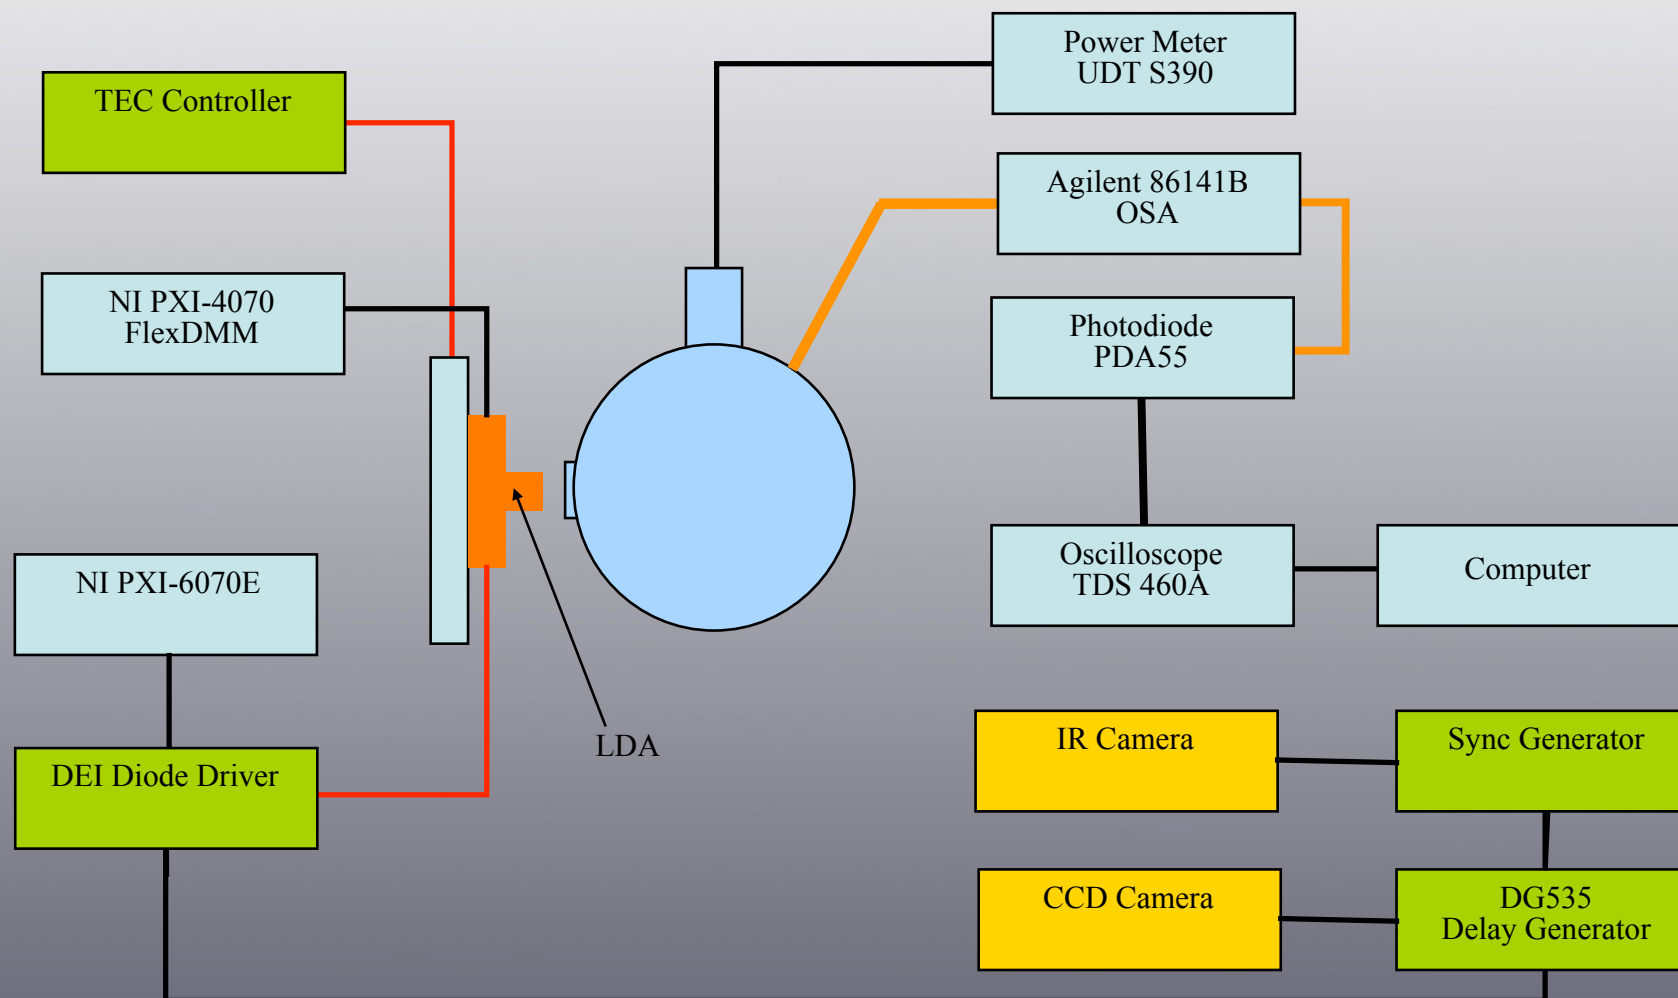 Power Meter
UDT S390
TEC Controller
Agilent 86141B
OSA
NI PXI-4070
FlexDMM
Photodiode
PDA55
Oscilloscope
TDS 460A
Computer
NI PXI-6070E
LDA
IR Camera
Sync Generator
DEI Diode Driver
CCD Camera
DG535
Delay Generator